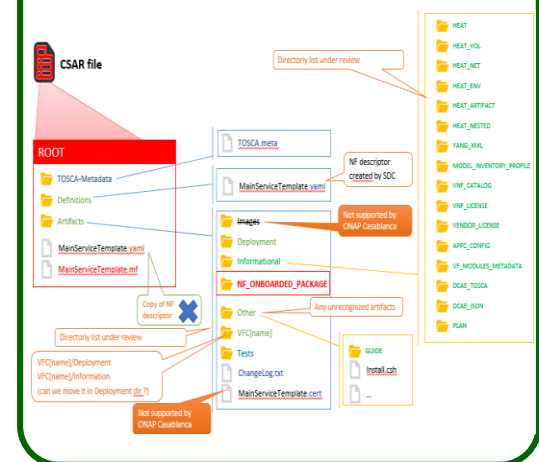 CSAR file
ROOT
TOSCA-Metadata
Definitions
Artifacts
MainServiceTemplate.yaml
MainServiceTemplate.mf
Copy of NF
descriptor
Directoriy list under review
VFC[name]/Deployment
VFC[name]/Information
(can we move it in Deployment dir ?)
Not supported by
ONAP Casablanca
TOSCA.meta
MainServiceTemplate.yaml
NF descriptor
created by SDC
Images
Deployment
Informational
NF_ONBOARDED_PACKAGE
Other
VFC[name]
Tests
ChangeLog.txt
MainServiceTemplate.cert
Not supported by
ONAP Casablanca
Any unrecognized artifacts
GUIDE
Install.csh
...
Directoriy list under review
HEAT
HEAT_VOL
HEAT_NET
HEAT_ENV
HEAT_ARTIFACT
HEAT_NESTED
YANG_XML
MODEL_INVENTORY_PROFILE
VNF_CATALOG
VNF_LICENSE
VENDOR_LICENSE
APPC_CONFIG
VF_MODULES_METADATA
DCAE_TOSCA
DCAE_JSON
PLAN